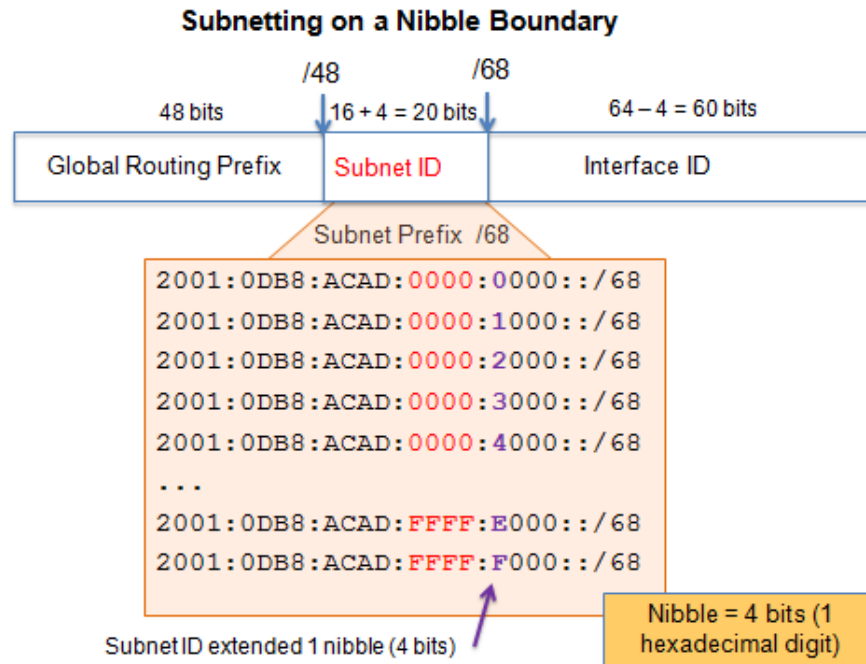 Subnetting on a Nibble Boundary
/48
/68
48 bits
16 + 4 = 20 bits
64 – 4 = 60 bits
Global Routing Prefix
Subnet ID
Interface ID
Subnet Prefix /68
2001:0DB8:ACAD:0000:0000::/68
2001:0DB8:ACAD:0000:1000::/68
2001:0DB8:ACAD:0000:2000::/68
2001:0DB8:ACAD:0000:3000::/68
2001:0DB8:ACAD:0000:4000::/68
...
2001:0DB8:ACAD:FFFF:E000::/68
2001:0DB8:ACAD:FFFF:F000::/68
Subnet ID extended 1 nibble (4 bits)
Nibble = 4 bits (1
hexadecimal digit)